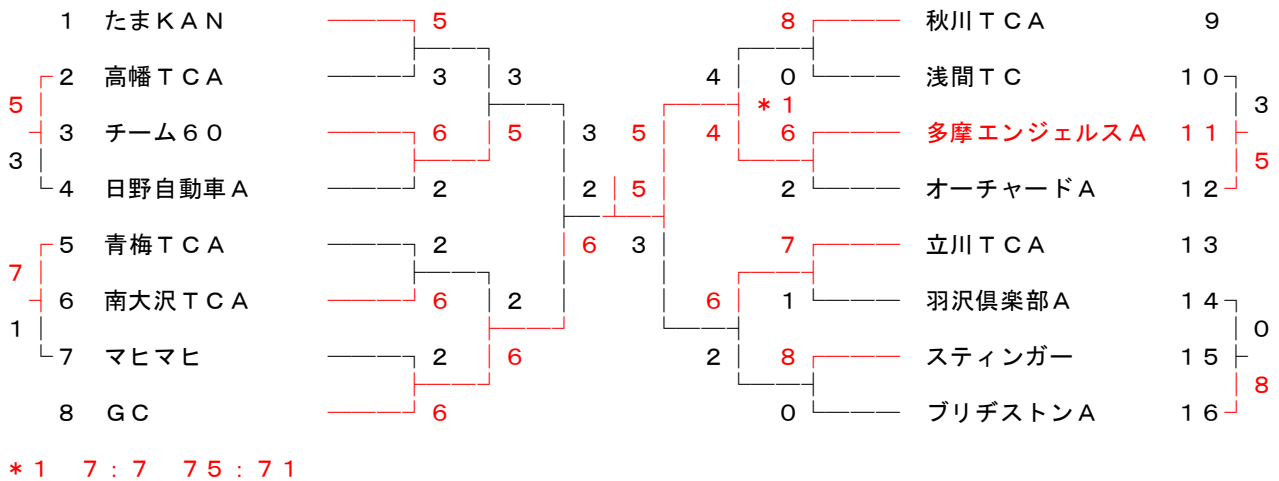 1 たまＫＡＮ 5 8 秋川ＴＣＡ 9
2 高幡ＴＣＡ 3 3 4 0 浅間ＴＣ 10
5 ＊1 3
3 チーム60 6 5 3 5 4 6 多摩エンジェルスＡ 11
3 5
4 日野自動車Ａ 2 2 5 2 オーチャードＡ 12
5 青梅ＴＣＡ 2 6 3 7 立川ＴＣＡ 13
7
6 南大沢ＴＣＡ 6 2 6 1 羽沢倶楽部Ａ 14
1 0
7 マヒマヒ 2 6 2 8 スティンガー 15
8
8 ＧＣ 6 0 ブリヂストンＡ 16
＊1 7：7 75：71